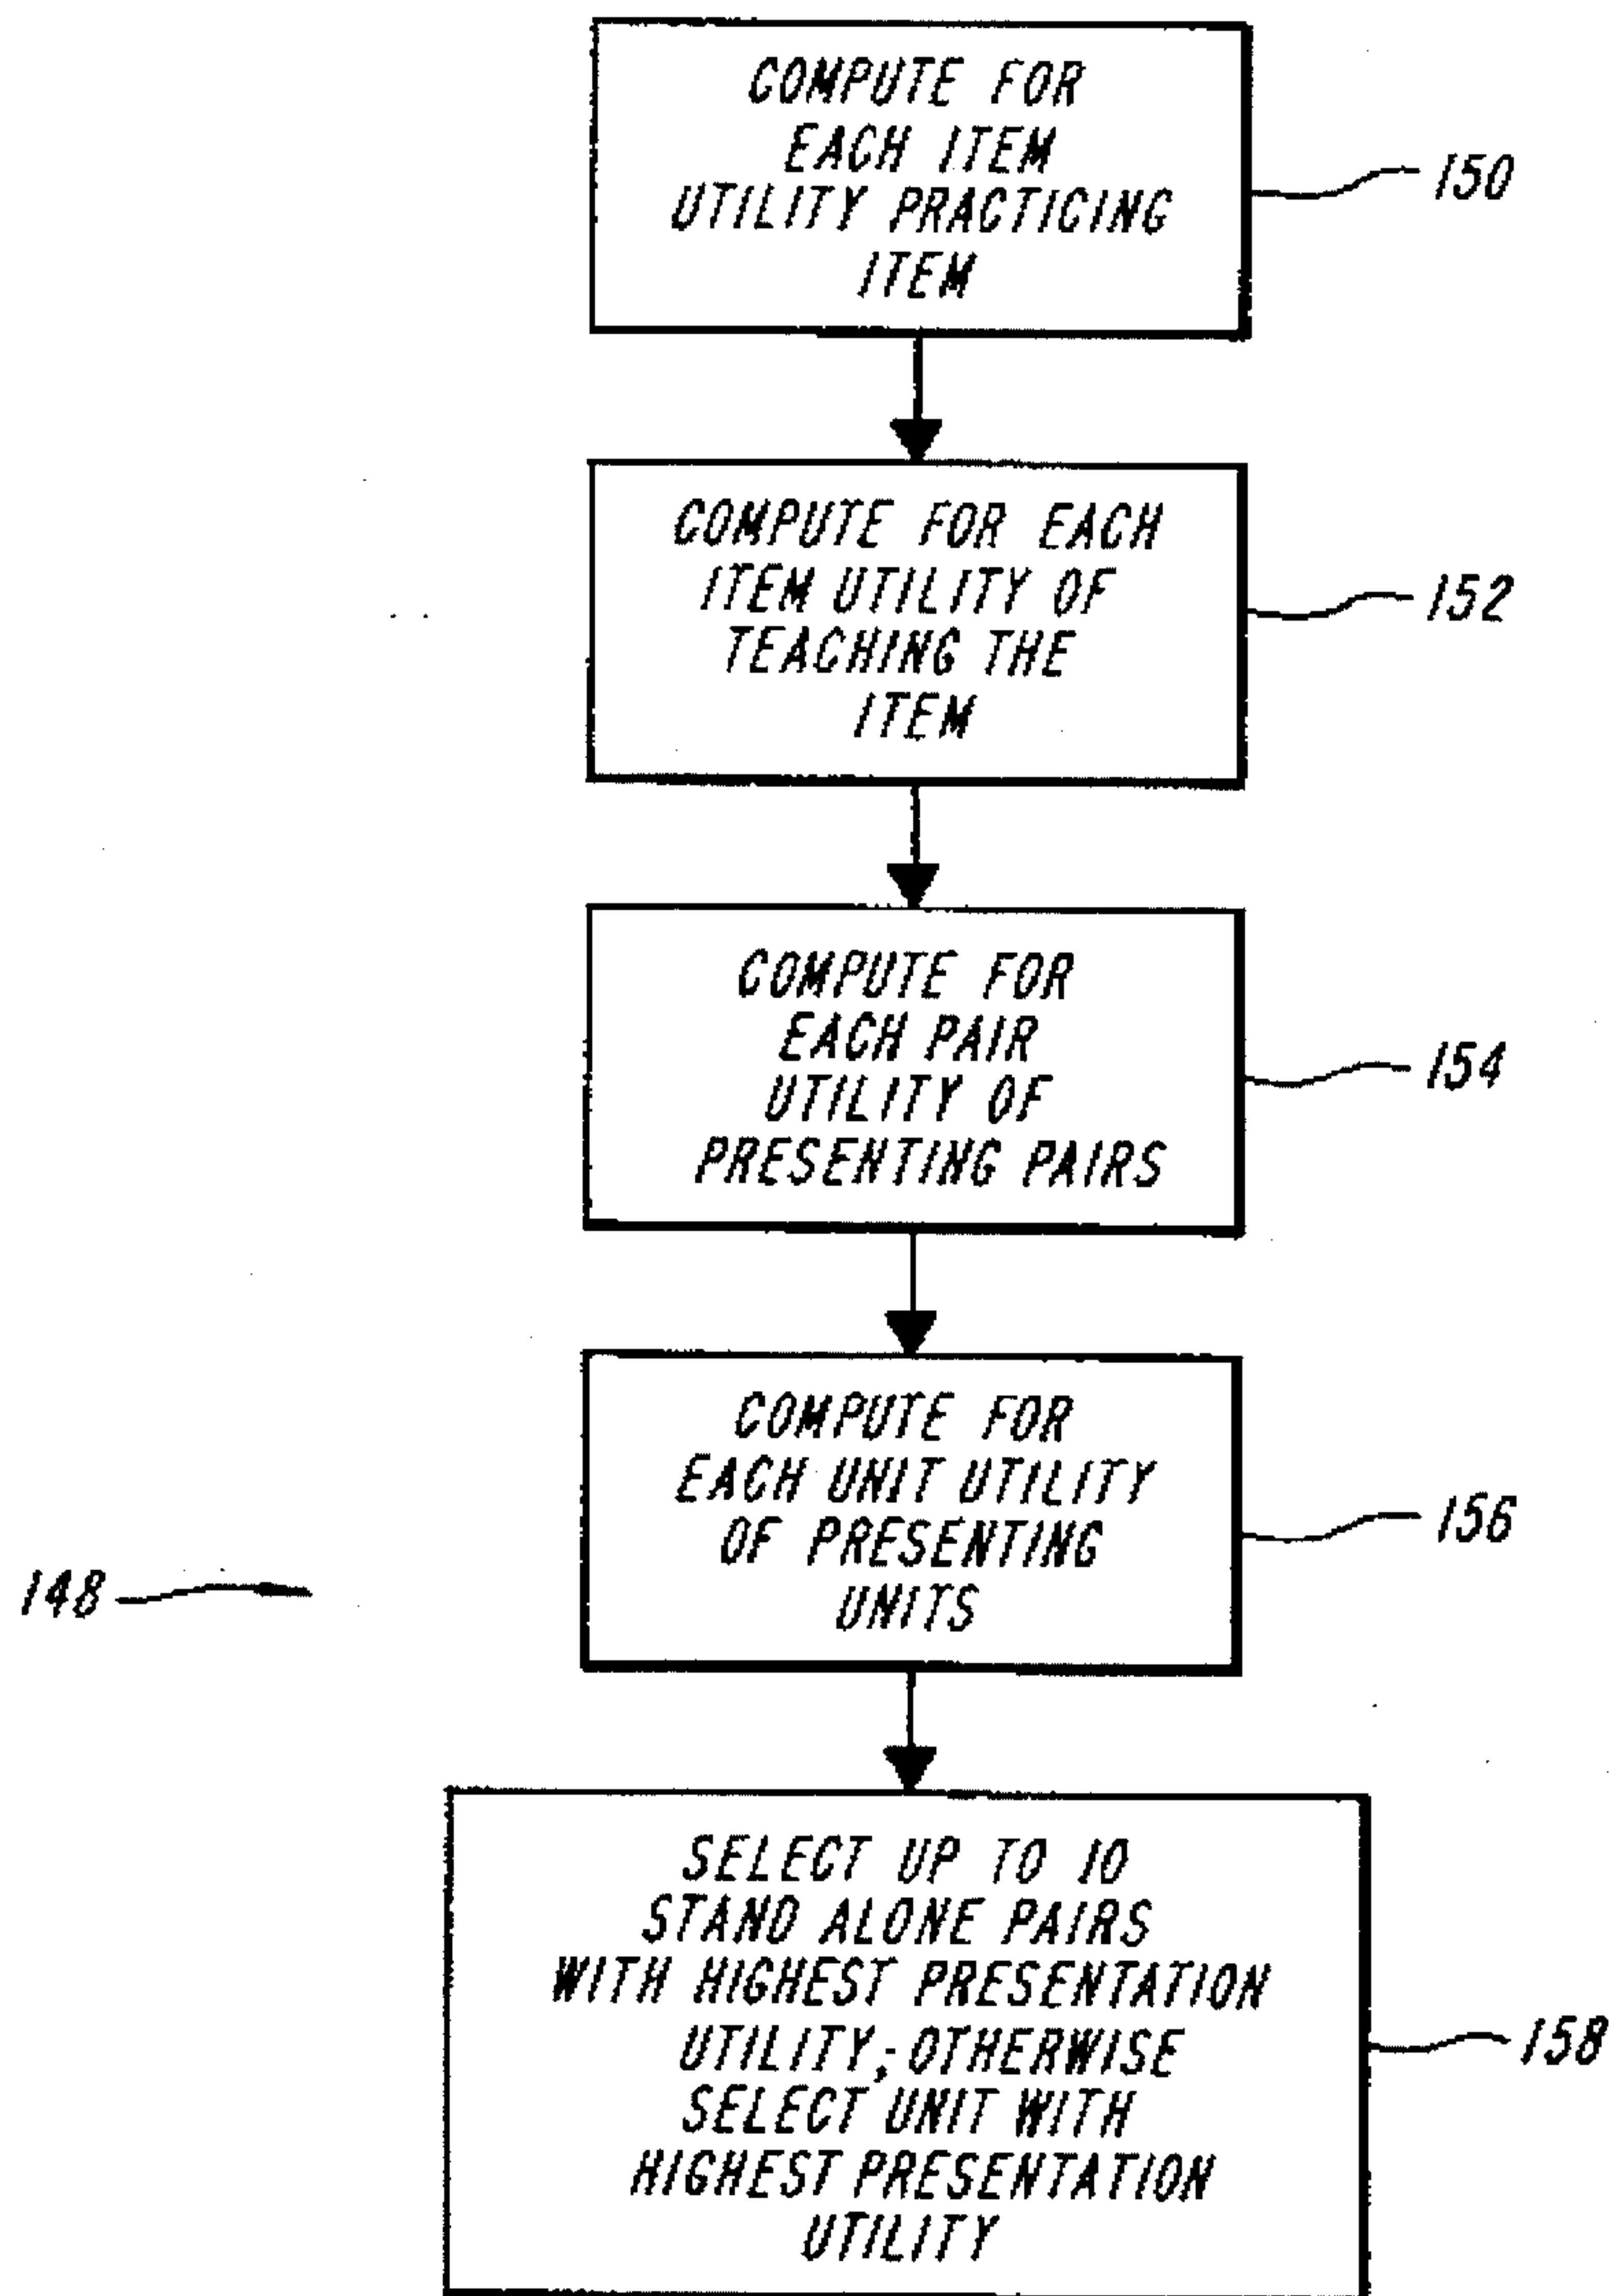 COMPUTE FOR
EACH ITEM
UTILITY PRACTICING
ITEM
150
COMPUTE FOR EACH
ITEM UTILITY OF
TEACHING THE
ITEM
152
COMPUTE FOR
EACH PAIR
UTILITY OF
PRESENTING PAIRS
154
COMPUTE FOR
EACH UNIT UTILITY
OF PRESENTING
UNITS
156
148
SELECT UP TO 10
STAND ALONE PAIRS
WITH HIGHEST PRESENTATION
UTILITY; OTHERWISE
SELECT UNIT WITH
HIGHEST PRESENTATION
UTILITY
158